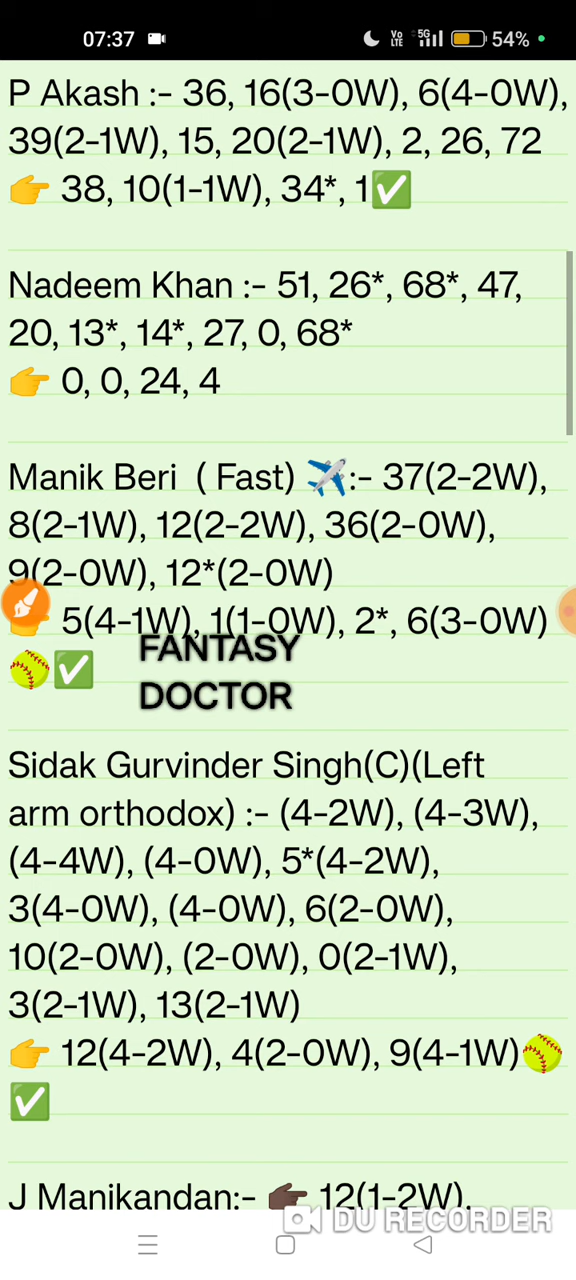 07:37 Vo LTE 5G 54%
P Akash :- 36, 16(3-0W), 6(4-0W),
39(2-1W), 15, 20(2-1W), 2, 26, 72
👉 38, 10(1-1W), 34*, 1✅
Nadeem Khan :- 51, 26*, 68*, 47,
20, 13*, 14*, 27, 0, 68*
👉 0, 0, 24, 4
Manik Beri ( Fast) ✈️:- 37(2-2W),
8(2-1W), 12(2-2W), 36(2-0W),
9(2-0W), 12*(2-0W)
👉 5(4-1W), 1(1-0W), 2*, 6(3-0W)
🥎✅
FANTASY
DOCTOR
Sidak Gurvinder Singh(C)(Left
arm orthodox) :- (4-2W), (4-3W),
(4-4W), (4-0W), 5*(4-2W),
3(4-0W), (4-0W), 6(2-0W),
10(2-0W), (2-0W), 0(2-1W),
3(2-1W), 13(2-1W)
👉 12(4-2W), 4(2-0W), 9(4-1W)🥎
✅
J Manikandan:- 👉🏿 12(1-2W),
DU RECORDER